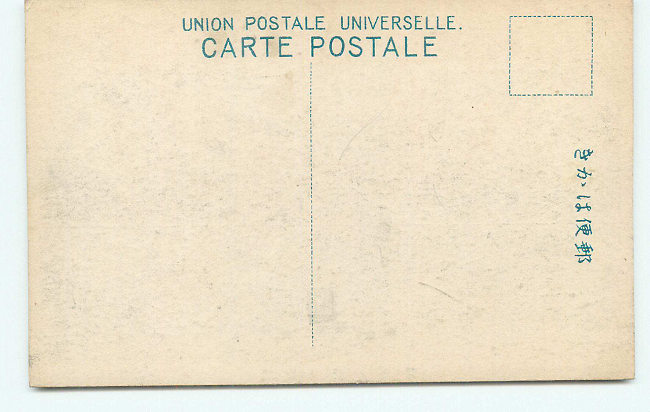 UNION POSTALE UNIVERSELLE.
CARTE POSTALE
きかは便郵